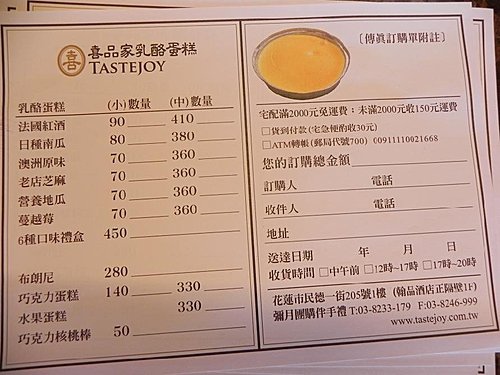 喜
喜品家乳酪蛋糕
TASTEJOY
乳酪蛋糕 (小)數量 (中)數量
法國紅酒 90 410
日種南瓜 80 380
澳洲原味 70 360
老店芝麻 70 360
營養地瓜 70 360
蔓越莓 70 360
6種口味禮盒 450
布朗尼 280
巧克力蛋糕 140 330
水果蛋糕 330
巧克力核桃棒 50
〔傳真訂購單附註〕
宅配滿2000元免運費；未滿2000元收150元運費
□貨到付款(宅急便酌收30元)
□ATM轉帳(郵局代號700) 00911110021668
您的訂購總金額
訂購人 電話
收件人 電話
地址
送達日期 年 月 日
收貨時間 □中午前 □12時~17時 □17時~20時
花蓮市民德一街205號1樓 (翰品酒店正隔壁1F)
彌月團購伴手禮 T:03-8233-179 F:03-8246-999
www.tastejoy.com.tw